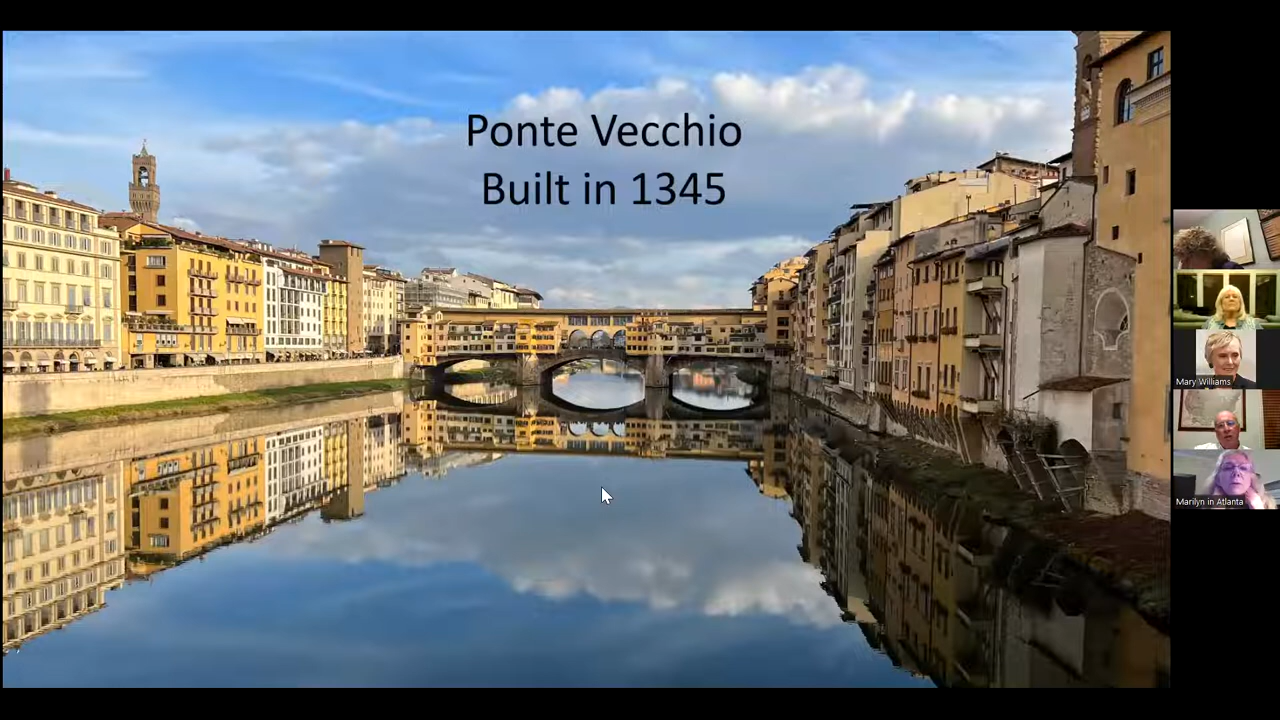 Ponte Vecchio
Built in 1345
Mary Williams
Marilyn in Atlanta